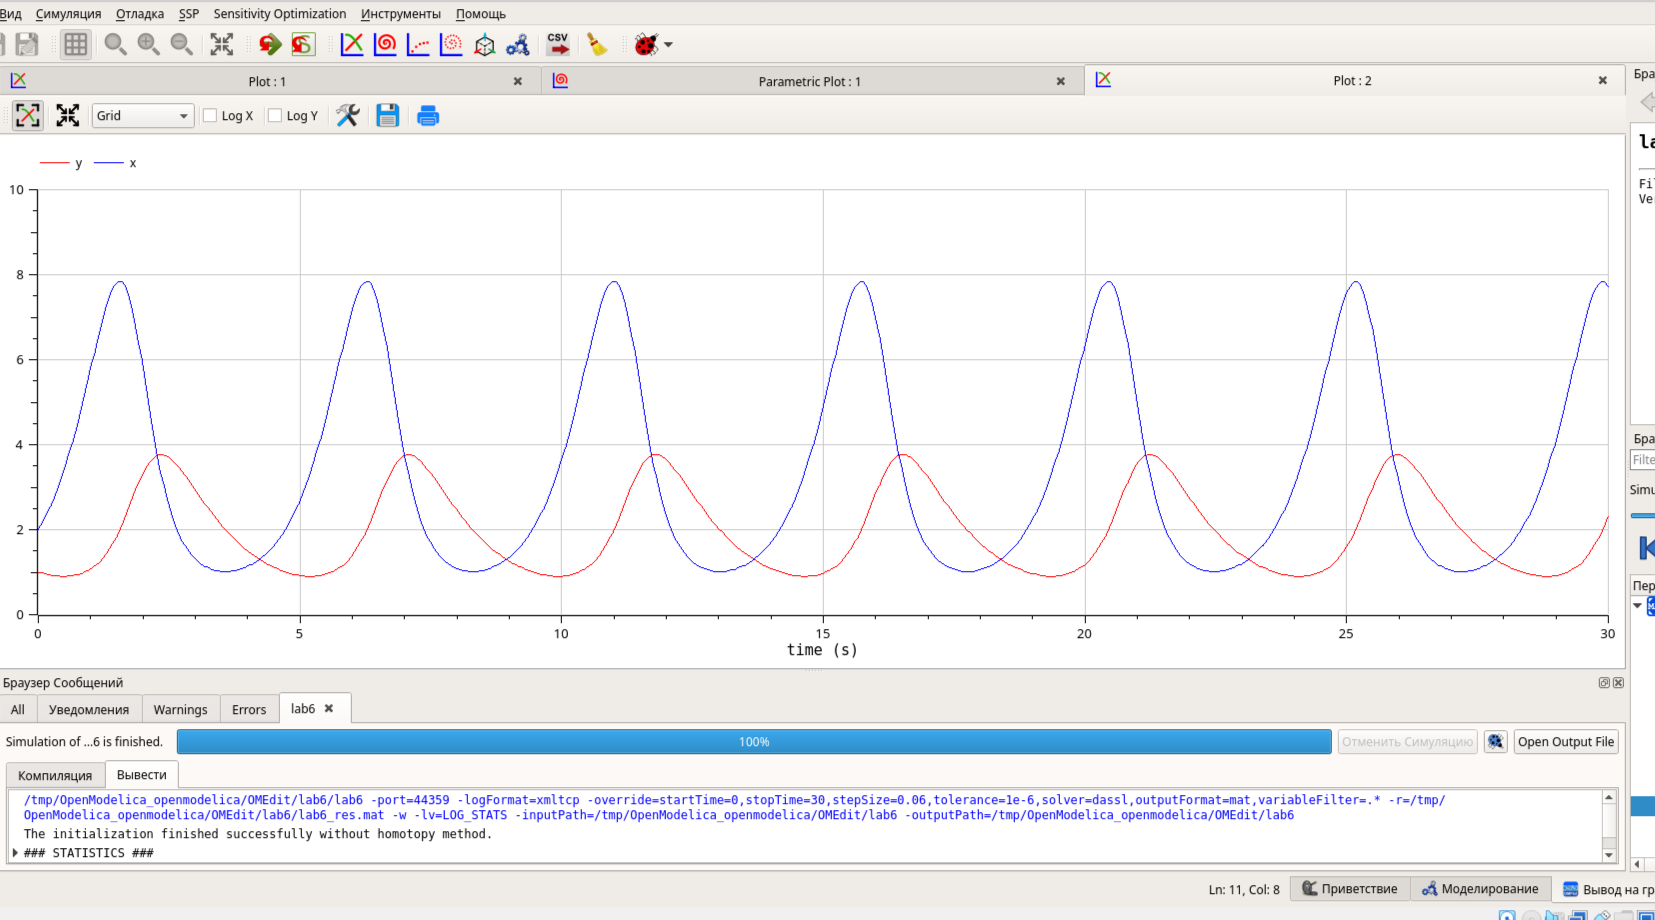 Вид Симуляция Отладка SSP Sensitivity Optimization Инструменты Помощь
CSV
Plot : 1 Parametric Plot : 1 Plot : 2
Grid Log X Log Y
y x
10
8
6
4
2
0
0 5 10 15 20 25 30
time (s)
Браузер Сообщений
All Уведомления Warnings Errors lab6
Simulation of ...6 is finished. 100% Отменить Симуляцию Open Output File
Компиляция Вывести
/tmp/OpenModelica_openmodelica/OMEdit/lab6/lab6 -port=44359 -logFormat=xmltcp -override=startTime=0,stopTime=30,stepSize=0.06,tolerance=1e-6,solver=dassl,outputFormat=mat,variableFilter=.* -r=/tmp/
OpenModelica_openmodelica/OMEdit/lab6/lab6_res.mat -w -lv=LOG_STATS -inputPath=/tmp/OpenModelica_openmodelica/OMEdit/lab6 -outputPath=/tmp/OpenModelica_openmodelica/OMEdit/lab6
The initialization finished successfully without homotopy method.
### STATISTICS ###
Ln: 11, Col: 8 Приветствие Моделирование Вывод на гр
Бра
la
Fi
Ve
Бра
Filte
Simu
Пер